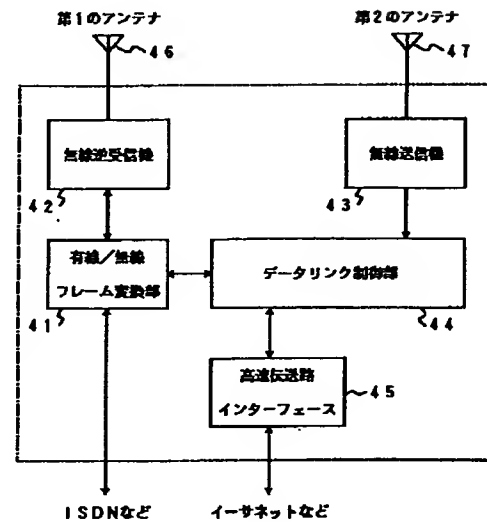 第1のアンテナ
46
第2のアンテナ
47
無線逆受信機
42
無線送信機
43
有線/無線
フレーム変換部
41
データリンク制御部
44
高速伝送路
インターフェース
45
ISDNなど
イーサネットなど